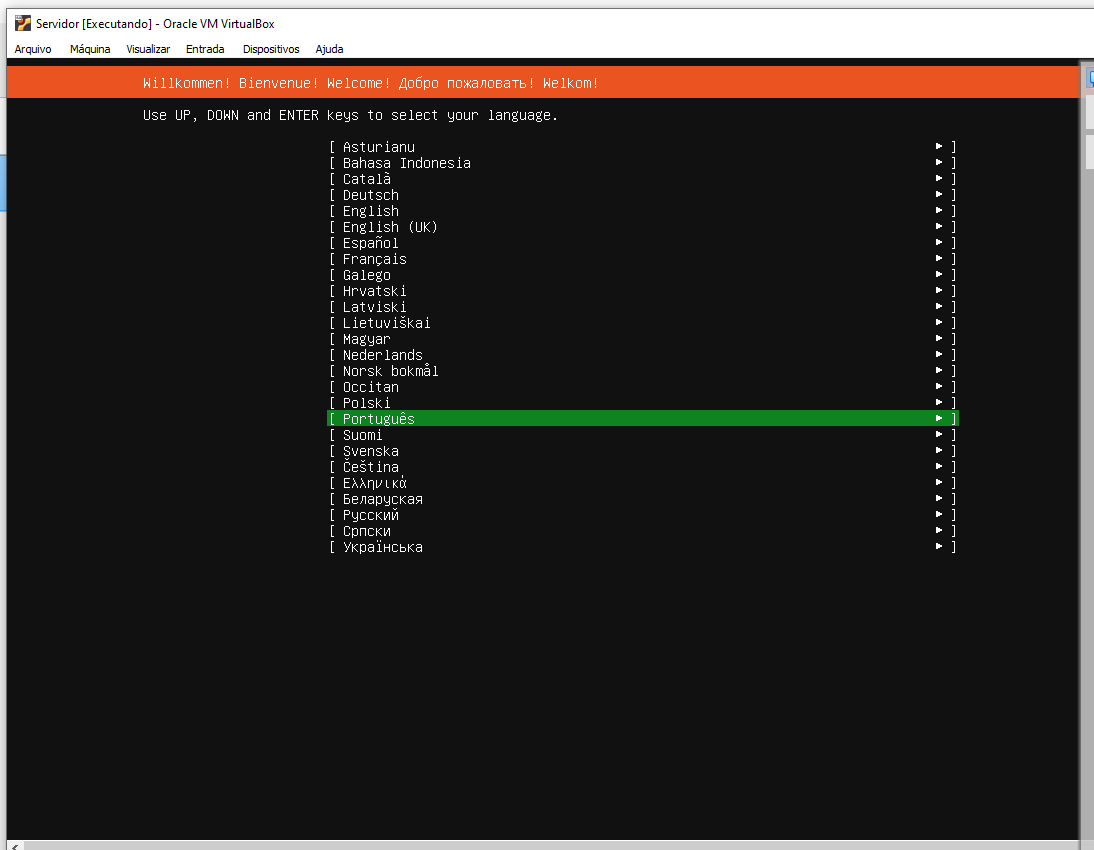 Servidor [Executando] - Oracle VM VirtualBox
Arquivo Máquina Visualizar Entrada Dispositivos Ajuda
Willkommen! Bienvenue! Welcome! Добро пожаловать! Welkom!
Use UP, DOWN and ENTER keys to select your language.
[ Asturianu ► ]
[ Bahasa Indonesia ► ]
[ Català ► ]
[ Deutsch ► ]
[ English ► ]
[ English (UK) ► ]
[ Español ► ]
[ Français ► ]
[ Galego ► ]
[ Hrvatski ► ]
[ Latviski ► ]
[ Lietuviškai ► ]
[ Magyar ► ]
[ Nederlands ► ]
[ Norsk bokmål ► ]
[ Occitan ► ]
[ Polski ► ]
[ Português ► ]
[ Suomi ► ]
[ Svenska ► ]
[ Čeština ► ]
[ Ελληνικά ► ]
[ Беларуская ► ]
[ Русский ► ]
[ Српски ► ]
[ Українська ► ]